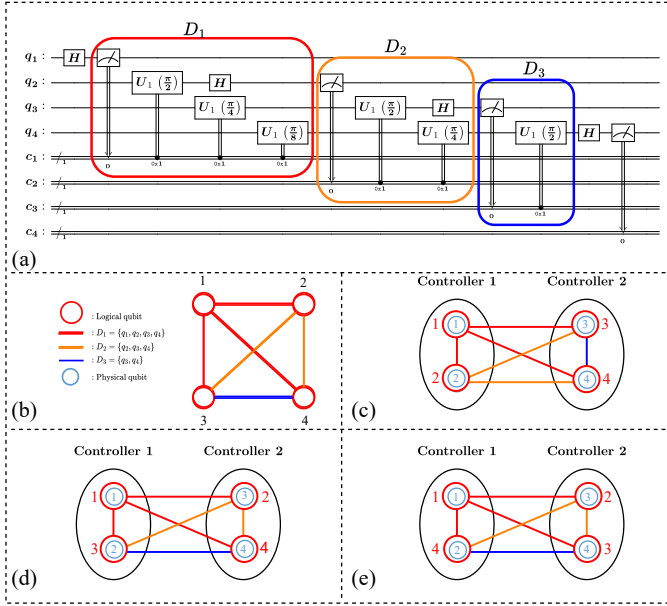 D₁
D₂
D₃
q₁ : H
q₂ : U₁ (π/2) H
q₃ : U₁ (π/4) U₁ (π/2) H
q₄ : U₁ (π/8) U₁ (π/4) U₁ (π/2) H
c₁ : /1 0 0x1 0x1 0x1
c₂ : /1 0 0x1 0x1
c₃ : /1 0 0x1
c₄ : /1 0
(a)
: Logical qubit
: D₁ = {q₁, q₂, q₃, q₄}
: D₂ = {q₂, q₃, q₄}
: D₃ = {q₃, q₄}
: Physical qubit
1 2
3 4
(b)
Controller 1 Controller 2
1 1 3 3
2 2 4 4
(c)
Controller 1 Controller 2
1 1 3 2
3 2 4 4
(d)
Controller 1 Controller 2
1 1 3 2
4 2 4 3
(e)